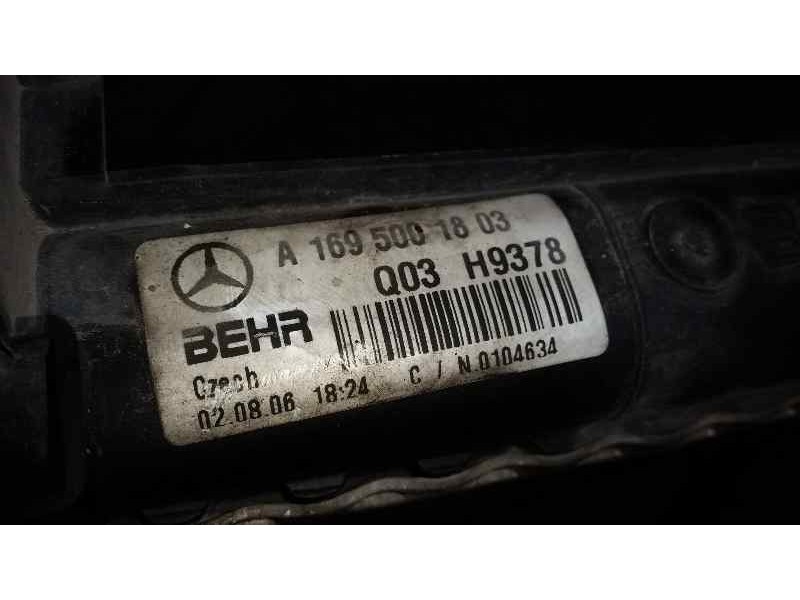 A 169 500 18 03
Q03 H9378
BEHR
Czech
02.08.06 18:24 C / N 0104634